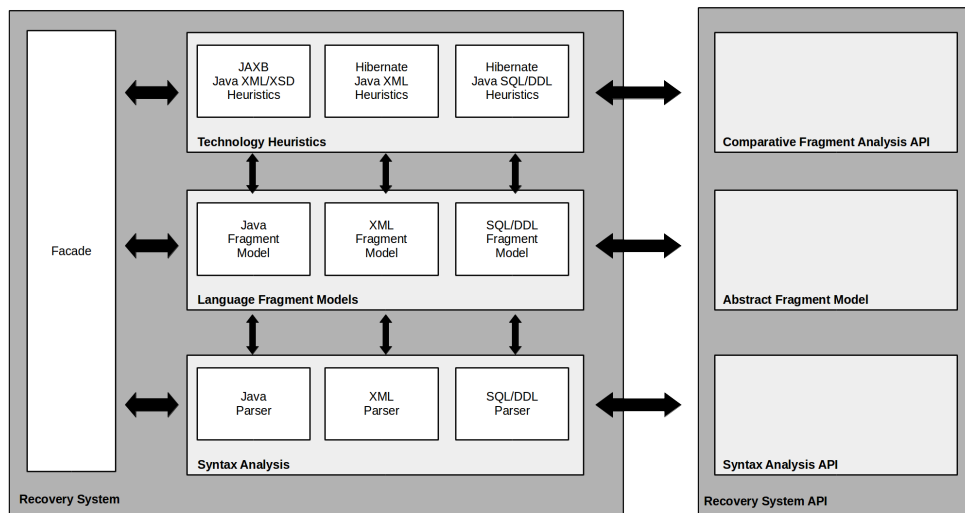 JAXB
Java XML/XSD
Heuristics
Hibernate
Java XML
Heuristics
Hibernate
Java SQL/DDL
Heuristics
Technology Heuristics
Comparative Fragment Analysis API
Facade
Java
Fragment
Model
XML
Fragment
Model
SQL/DDL
Fragment
Model
Language Fragment Models
Abstract Fragment Model
Java
Parser
XML
Parser
SQL/DDL
Parser
Syntax Analysis
Syntax Analysis API
Recovery System
Recovery System API